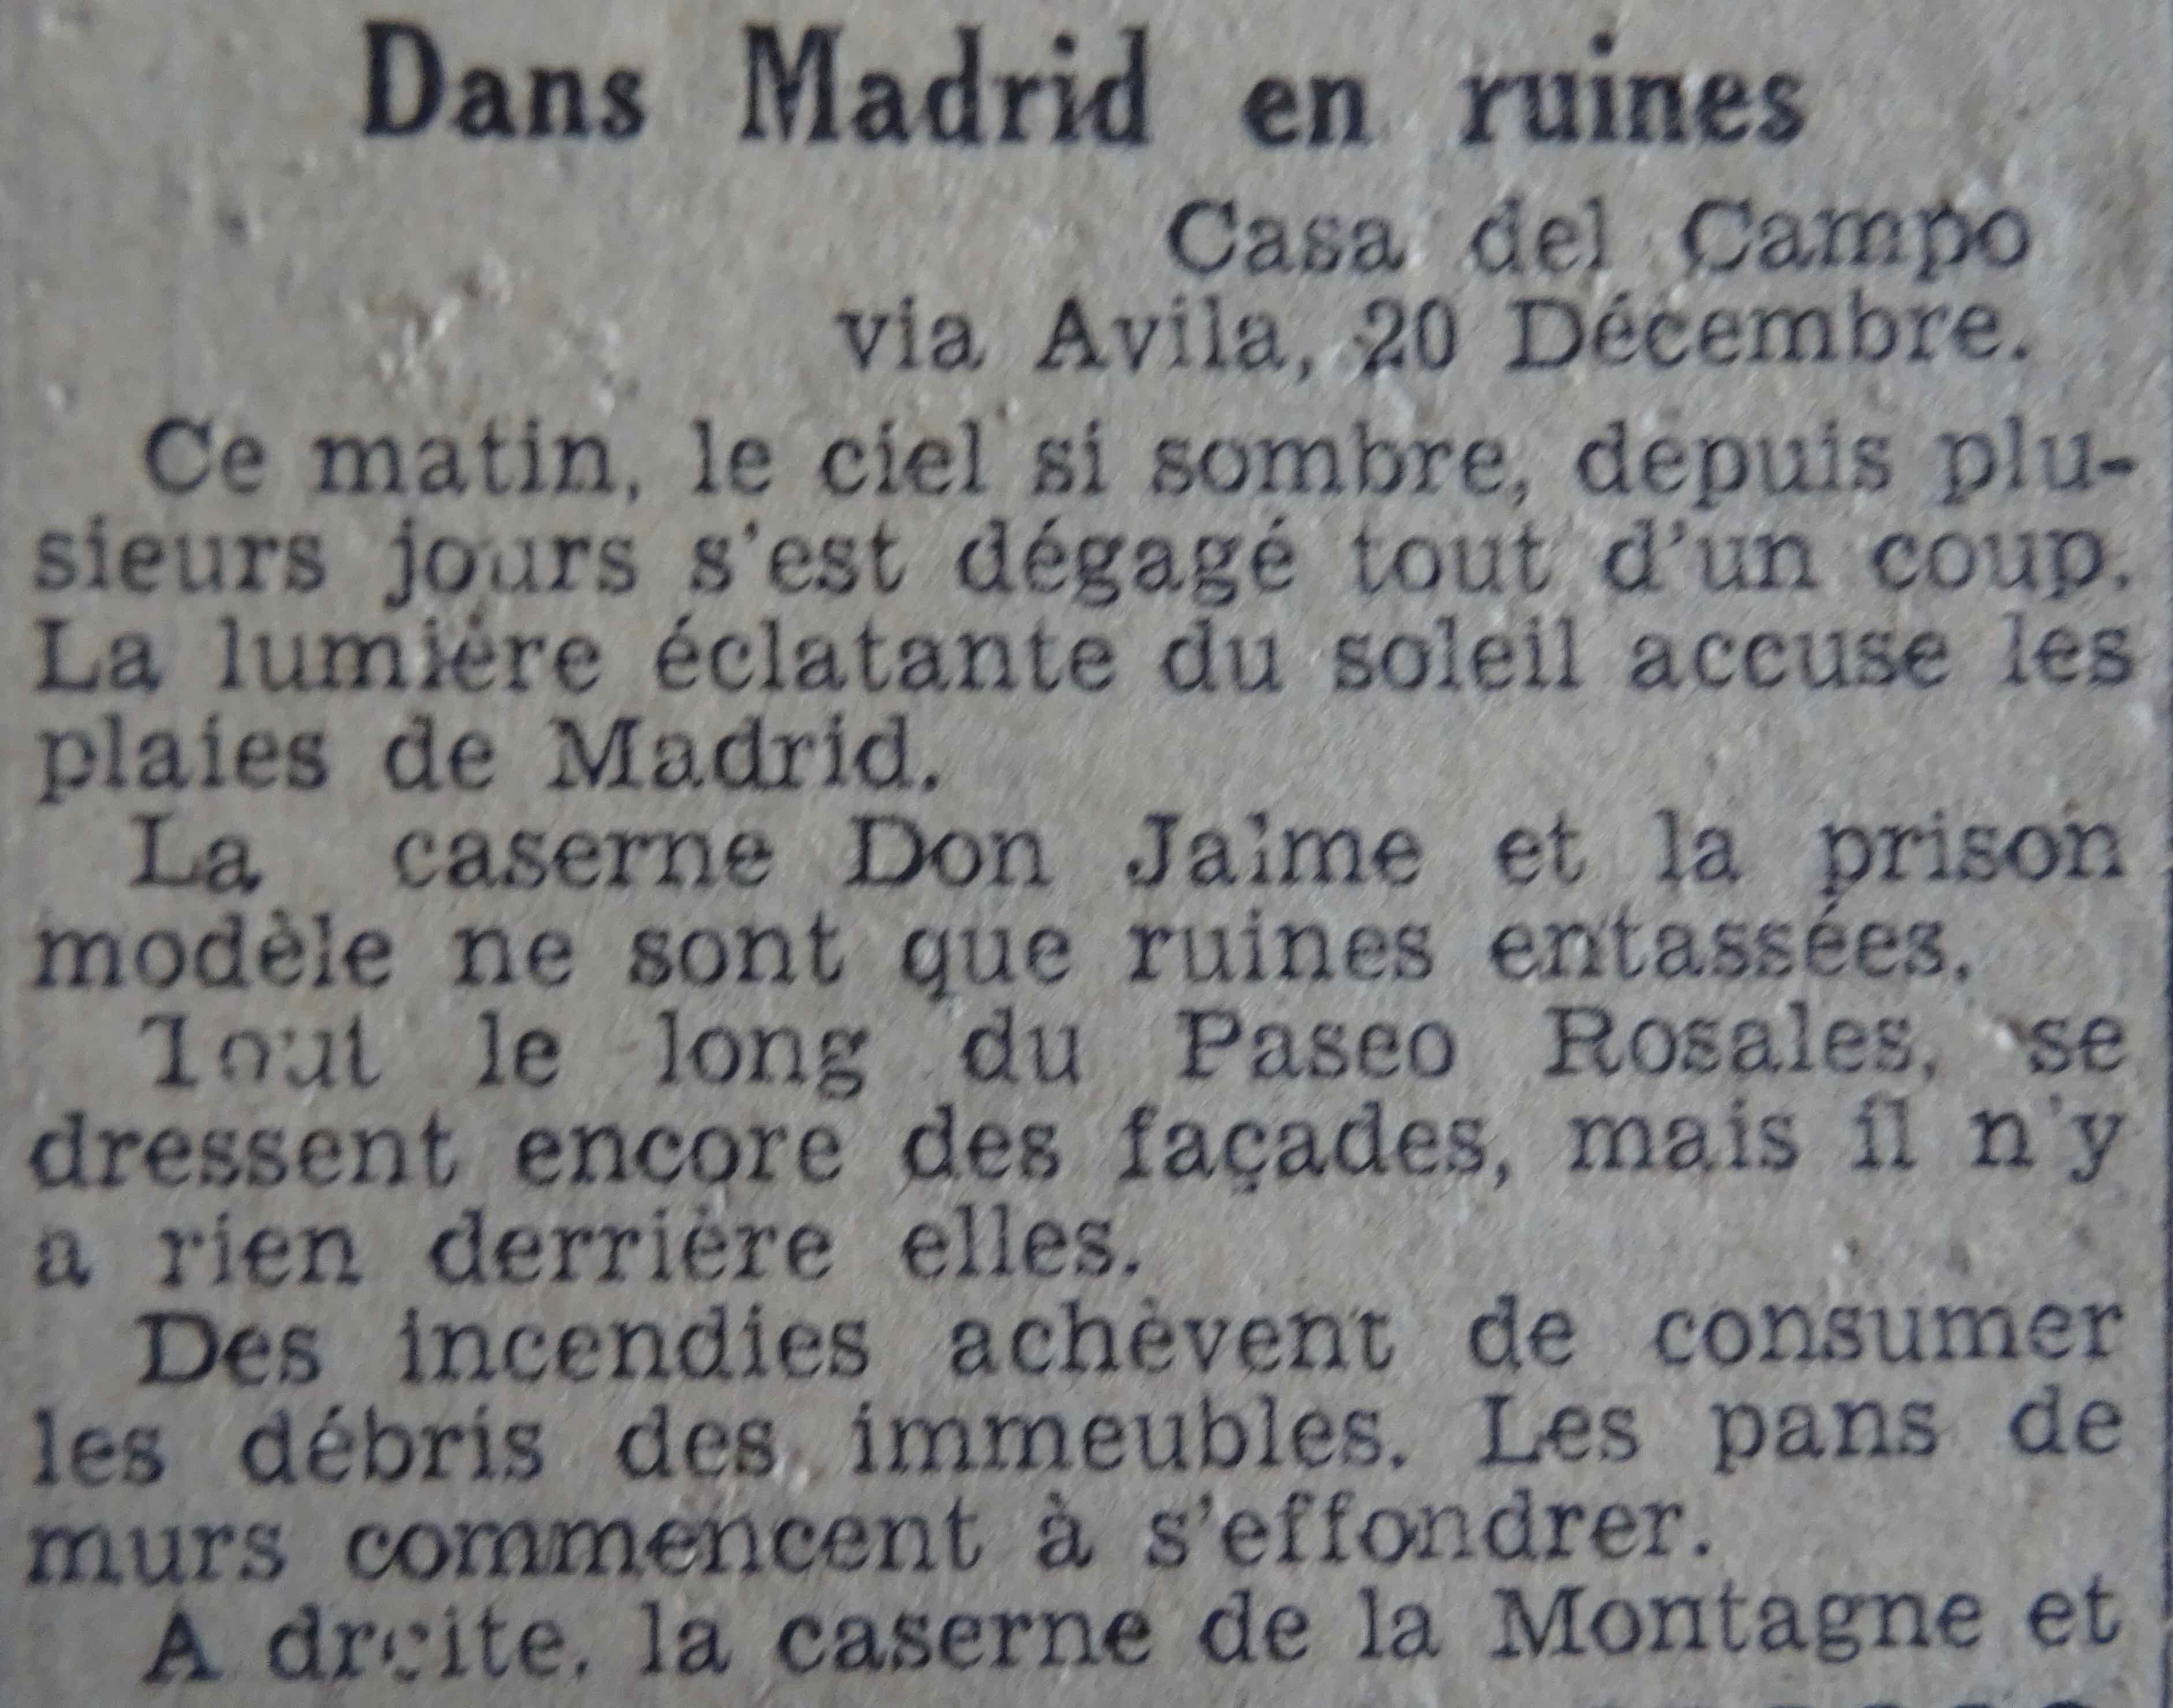 Dans Madrid en ruines
Casa del Campo
via Avila, 20 Décembre.
Ce matin, le ciel si sombre, depuis plu-
sieurs jours s'est dégagé tout d'un coup.
La lumière éclatante du soleil accuse les
plaies de Madrid.
La caserne Don Jaime et la prison
modèle ne sont que ruines entassées.
Tout le long du Paseo Rosales, se
dressent encore des façades, mais il n'y
a rien derrière elles.
Des incendies achèvent de consumer
les débris des immeubles. Les pans de
murs commencent à s'effondrer.
A droite, la caserne de la Montagne et